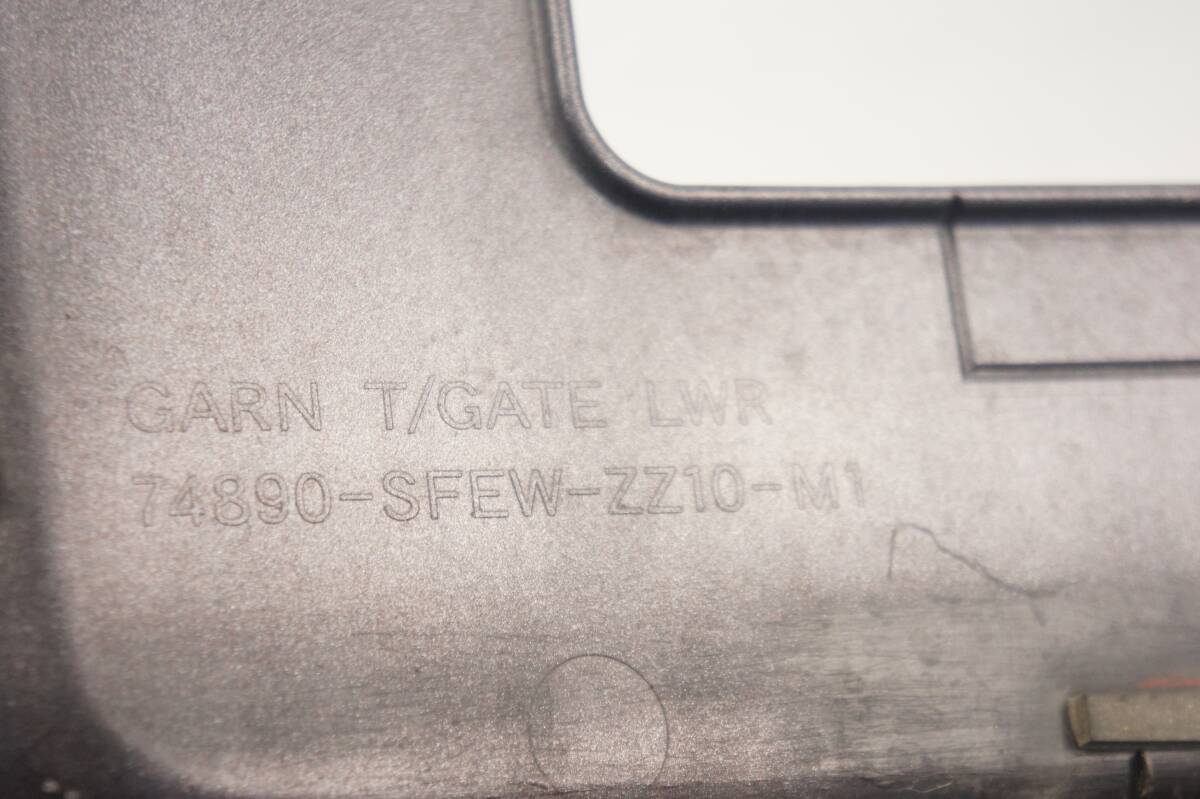 GARN T/GATE LWR
74890-SFEW-ZZ10-M1